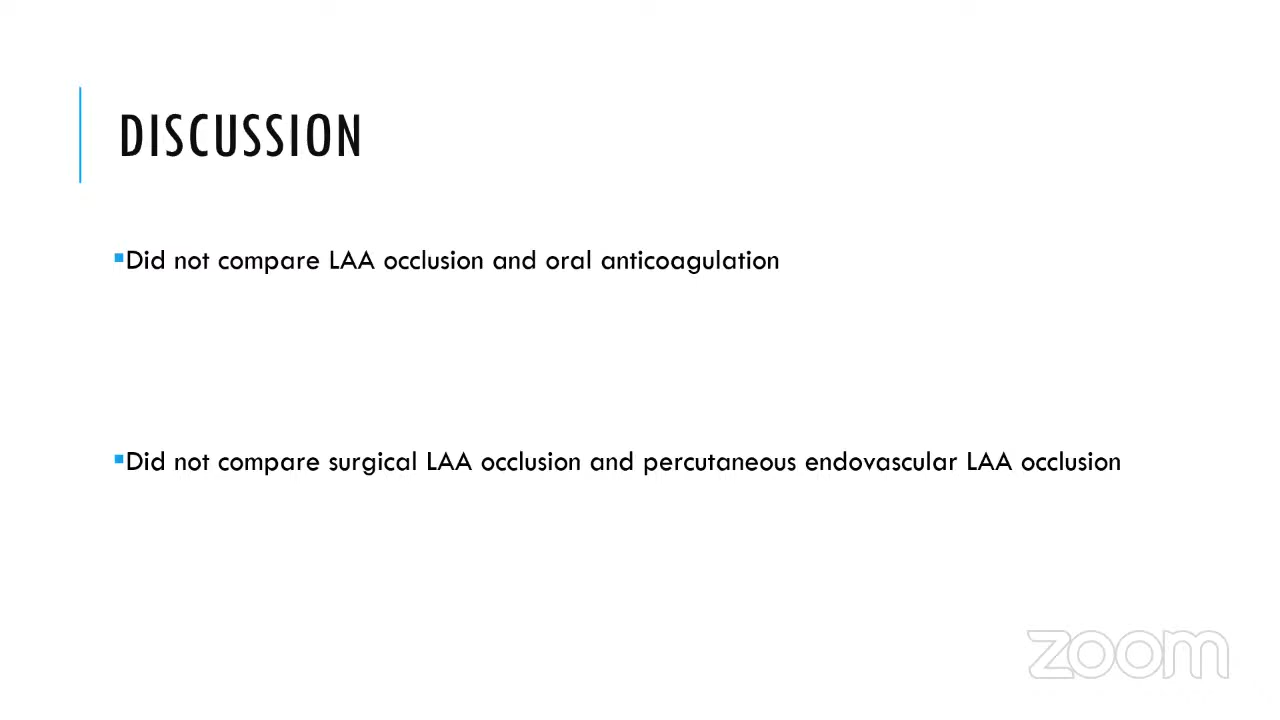 DISCUSSION
▪Did not compare LAA occlusion and oral anticoagulation
▪Did not compare surgical LAA occlusion and percutaneous endovascular LAA occlusion
zoom